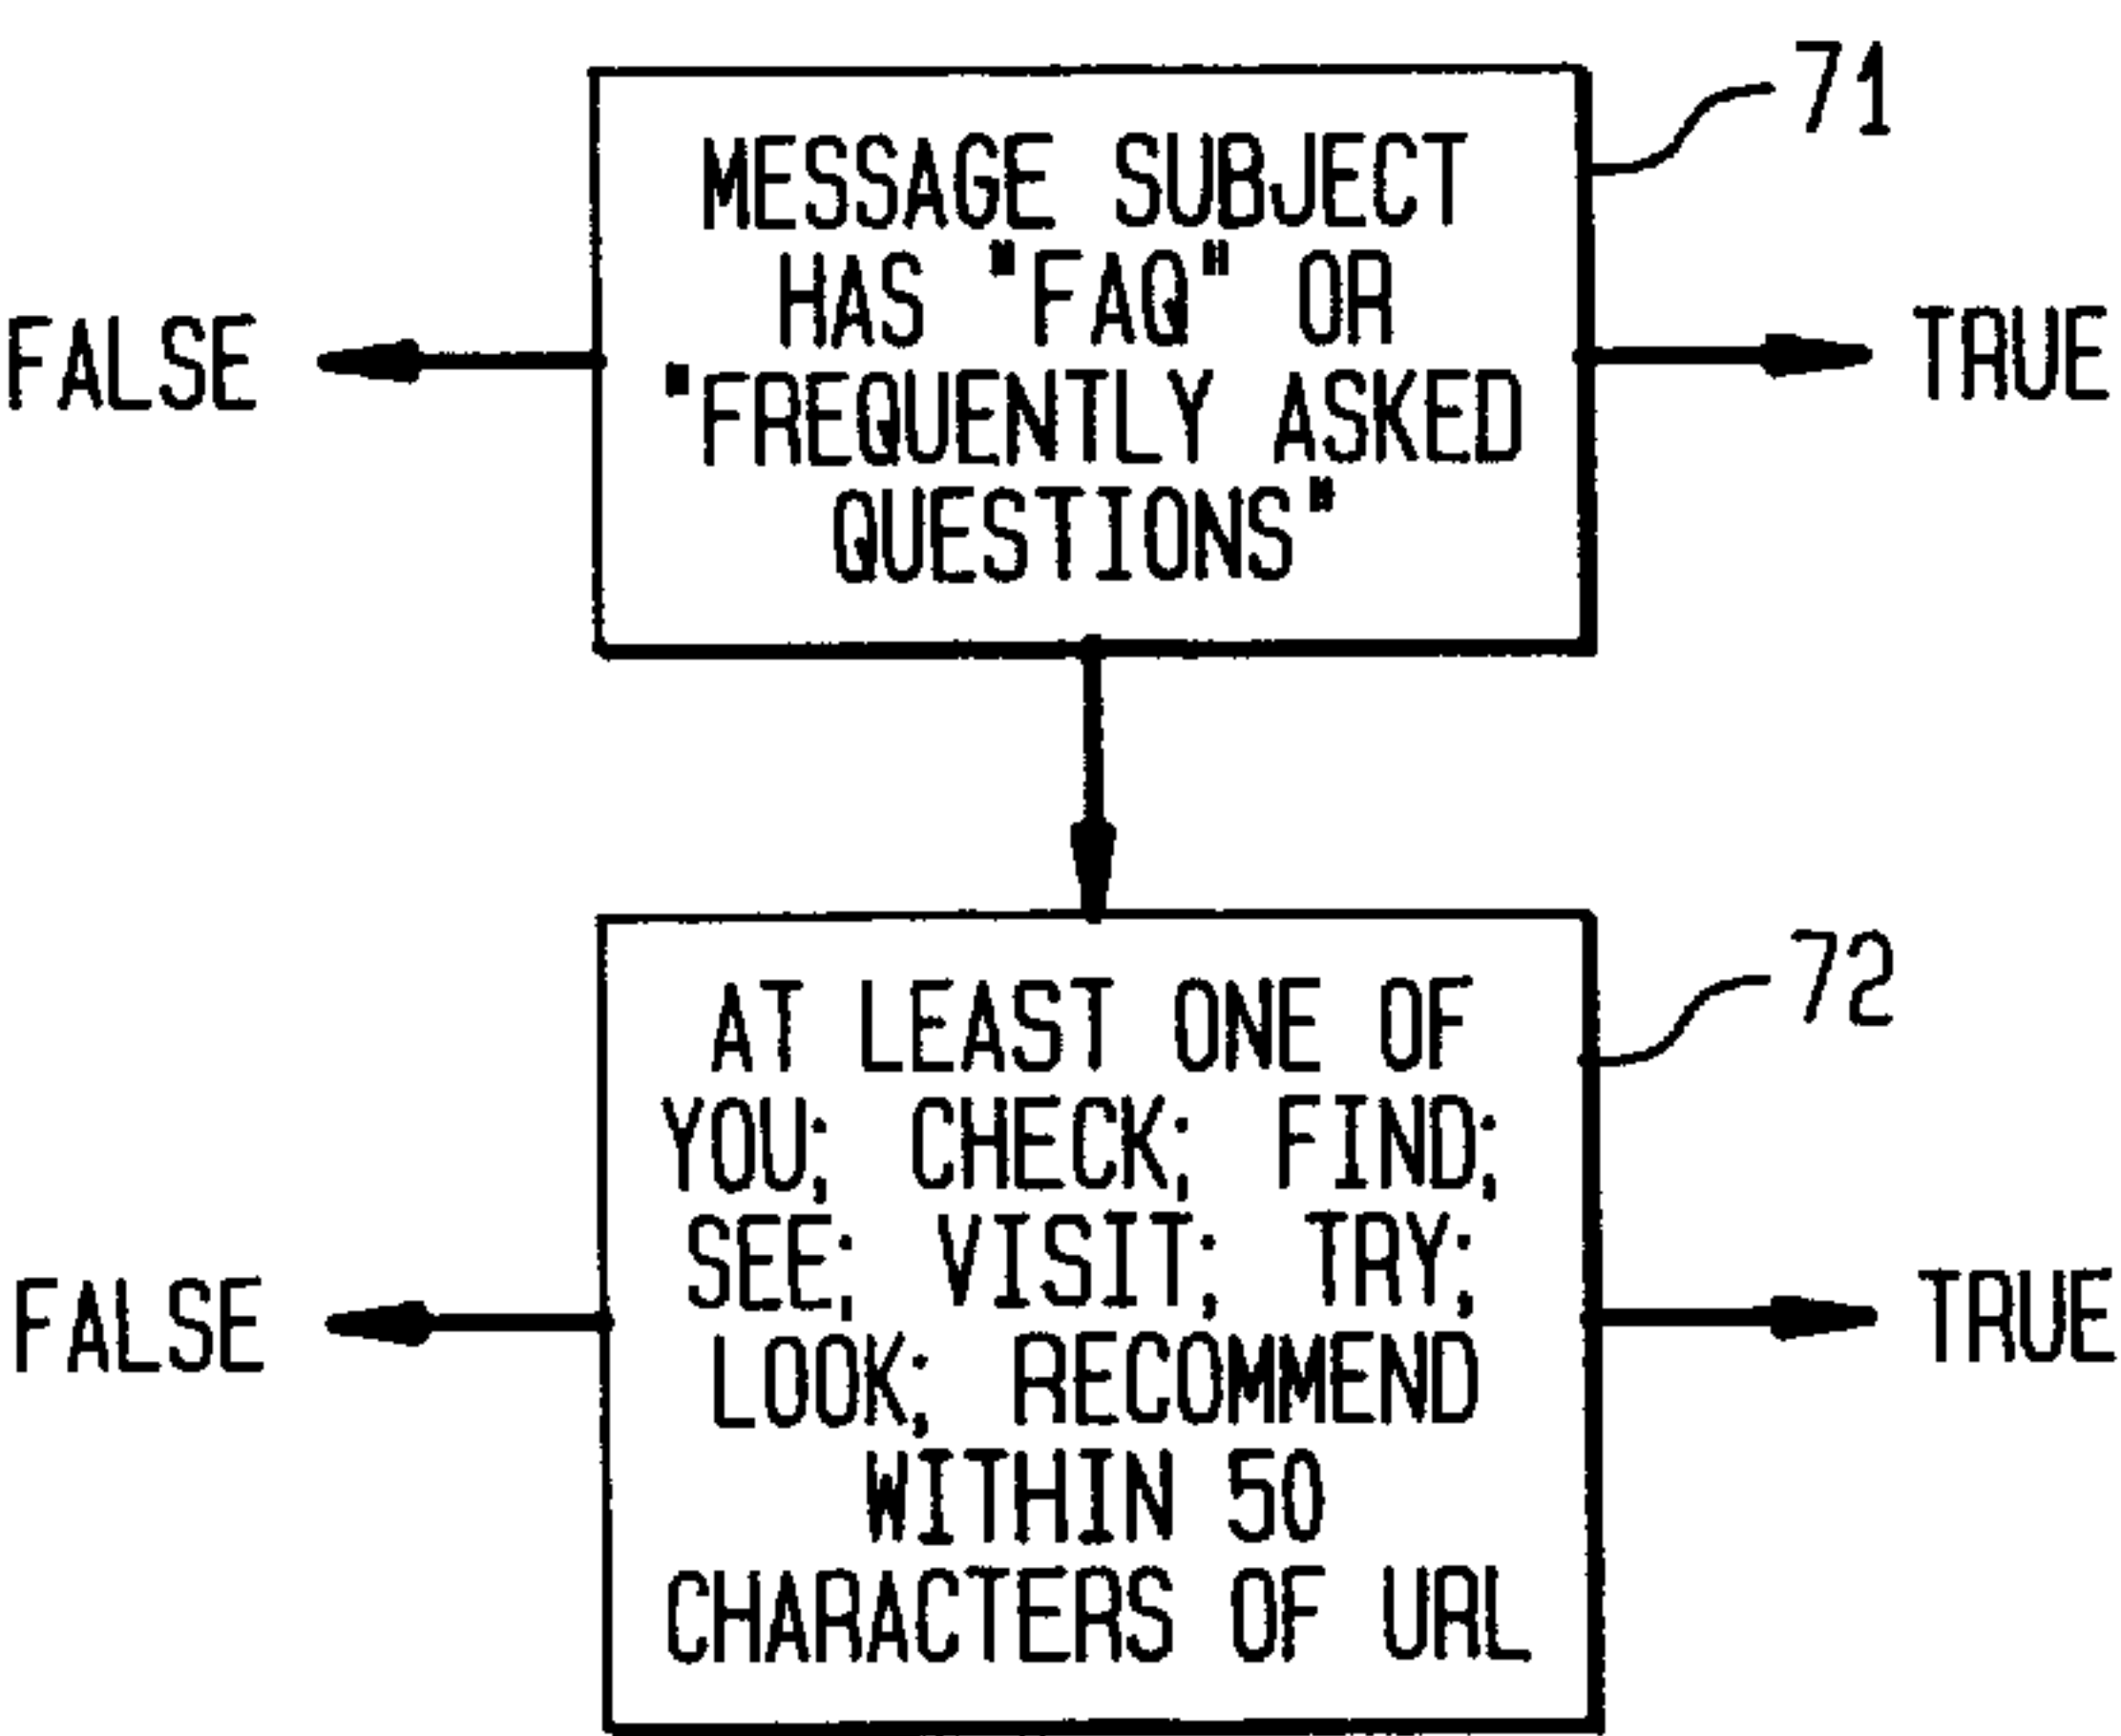 71
MESSAGE SUBJECT
HAS "FAQ" OR
"FREQUENTLY ASKED
QUESTIONS"
FALSE
TRUE
72
AT LEAST ONE OF
YOU; CHECK; FIND;
SEE; VISIT; TRY;
LOOK; RECOMMEND
WITHIN 50
CHARACTERS OF URL
FALSE
TRUE